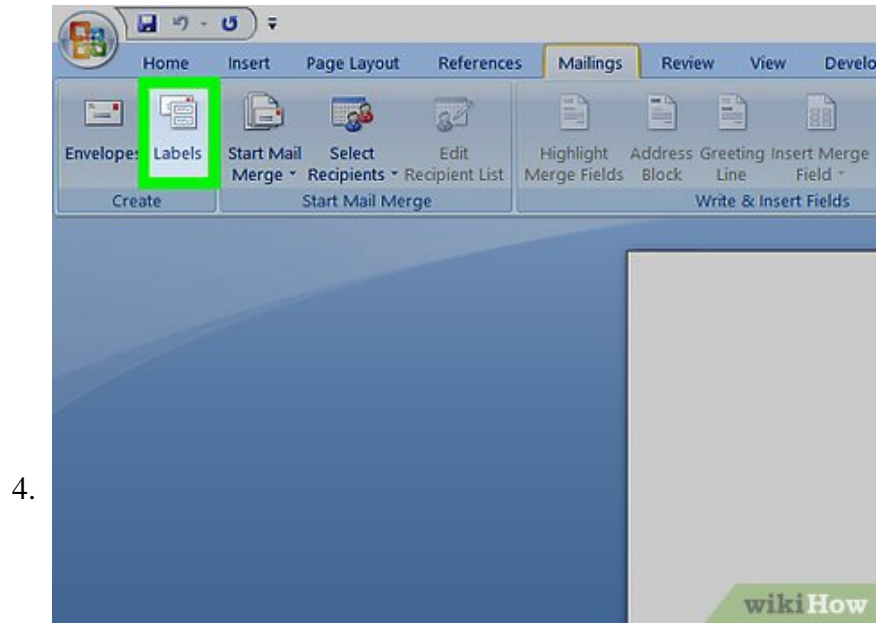 Home Insert Page Layout References Mailings Review View Develo
Envelopes Labels Start Mail Merge Select Recipients Edit Recipient List Highlight Merge Fields Address Block Greeting Line Insert Merge Field
Create Start Mail Merge Write & Insert Fields
4.
wikiHow